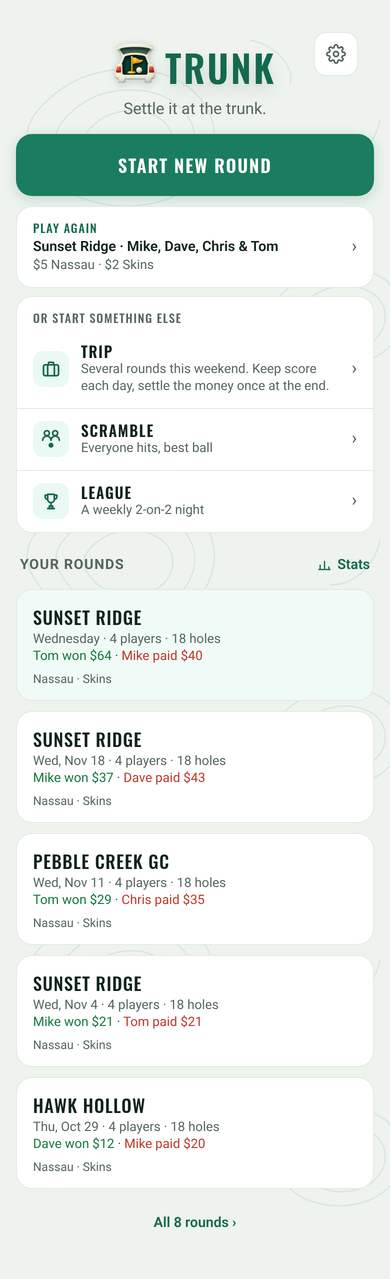 TRUNK
Settle it at the trunk.
START NEW ROUND
PLAY AGAIN
Sunset Ridge · Mike, Dave, Chris & Tom
$5 Nassau · $2 Skins
OR START SOMETHING ELSE
TRIP
Several rounds this weekend. Keep score
each day, settle the money once at the end.
SCRAMBLE
Everyone hits, best ball
LEAGUE
A weekly 2-on-2 night
YOUR ROUNDS
Stats
SUNSET RIDGE
Wednesday · 4 players · 18 holes
Tom won $64 · Mike paid $40
Nassau · Skins
SUNSET RIDGE
Wed, Nov 18 · 4 players · 18 holes
Mike won $37 · Dave paid $43
Nassau · Skins
PEBBLE CREEK GC
Wed, Nov 11 · 4 players · 18 holes
Tom won $29 · Chris paid $35
Nassau · Skins
SUNSET RIDGE
Wed, Nov 4 · 4 players · 18 holes
Mike won $21 · Tom paid $21
Nassau · Skins
HAWK HOLLOW
Thu, Oct 29 · 4 players · 18 holes
Dave won $12 · Mike paid $20
Nassau · Skins
All 8 rounds ›